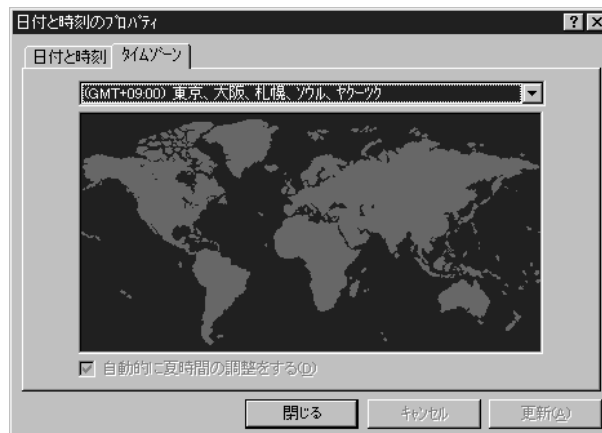 日付と時刻のﾌﾟﾛﾊﾟﾃｨ
日付と時刻 ﾀｲﾑｿﾞｰﾝ
(GMT+09:00) 東京、大阪、札幌、ｿｳﾙ、ﾔｸｰﾂｸ
自動的に夏時間の調整をする(D)
閉じる ｷｬﾝｾﾙ 更新(A)